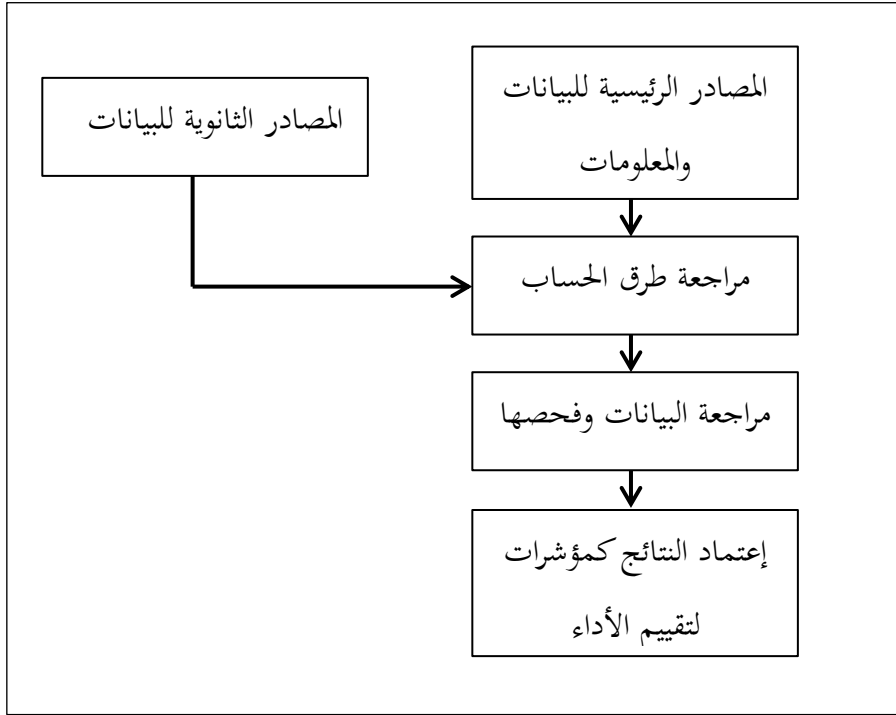 المصادر الرئيسية للبيانات
والمعلومات
المصادر الثانوية للبيانات
مراجعة طرق الحساب
مراجعة البيانات وفحصها
إعتماد النتائج كمؤشرات
لتقييم الأداء